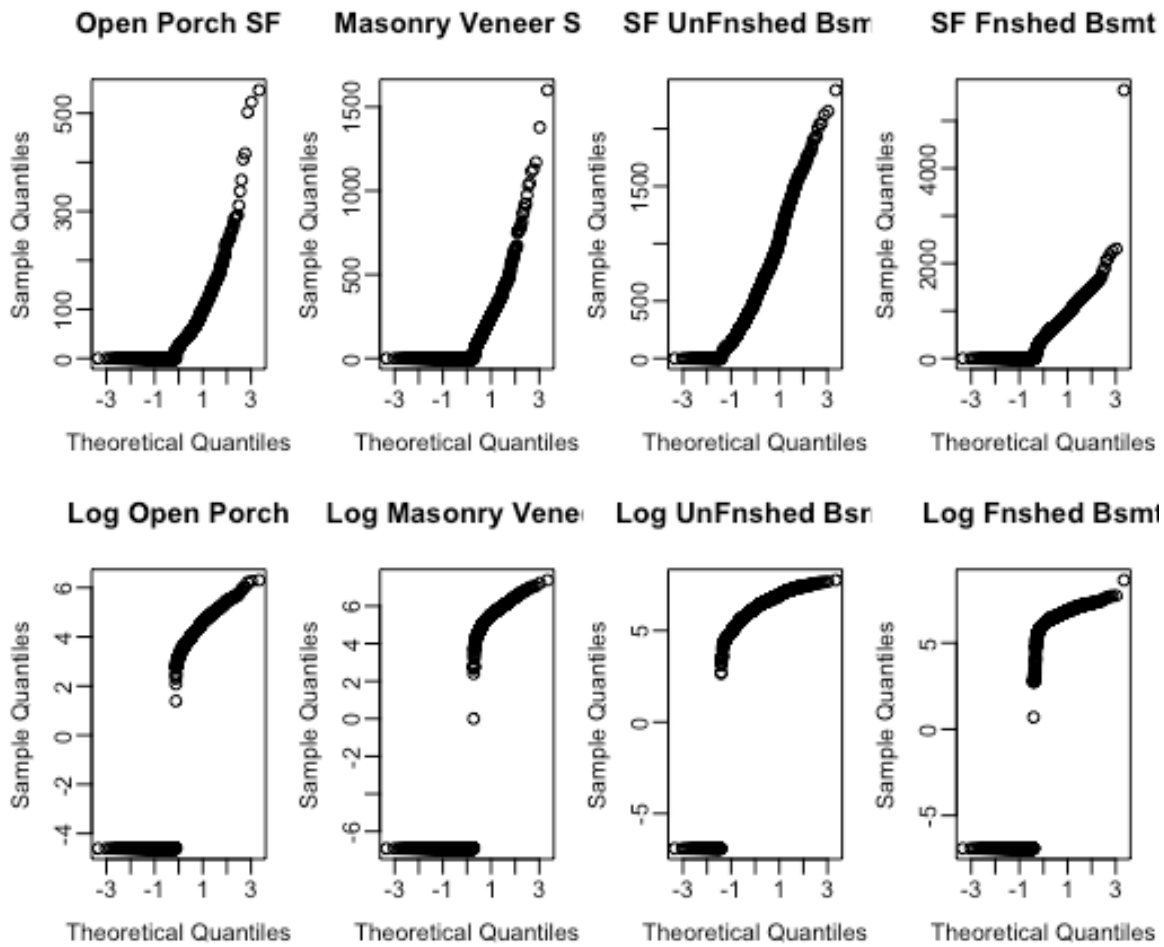 Open Porch SF
Masonry Veneer S
SF UnFnshed Bsm
SF Fnshed Bsmt
Sample Quantiles
0 100 300 500
-3 -1 1 3
Theoretical Quantiles
Sample Quantiles
0 500 1000 1500
-3 -1 1 3
Theoretical Quantiles
Sample Quantiles
0 500 1500
-3 -1 1 3
Theoretical Quantiles
Sample Quantiles
0 2000 4000
-3 -1 1 3
Theoretical Quantiles
Log Open Porch
Log Masonry Vene
Log UnFnshed Bsn
Log Fnshed Bsmt
Sample Quantiles
-4 -2 0 2 4 6
-3 -1 1 3
Theoretical Quantiles
Sample Quantiles
-6 -2 0 2 4 6
-3 -1 1 3
Theoretical Quantiles
Sample Quantiles
-5 0 5
-3 -1 1 3
Theoretical Quantiles
Sample Quantiles
-5 0 5
-3 -1 1 3
Theoretical Quantiles